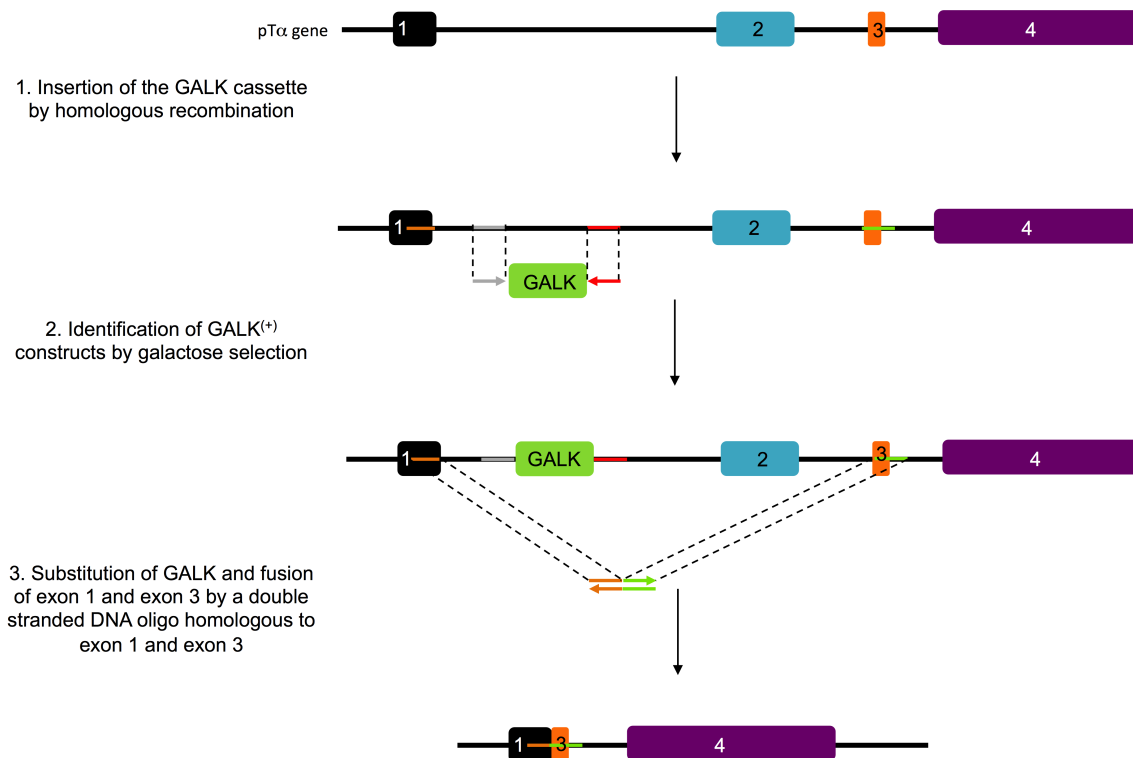 1
2
3
4
pTα gene
1. Insertion of the GALK cassette
by homologous recombination
1
2
4
GALK
2. Identification of GALK(+)
constructs by galactose selection
1
GALK
2
3
4
3. Substitution of GALK and fusion
of exon 1 and exon 3 by a double
stranded DNA oligo homologous to
exon 1 and exon 3
1
3
4